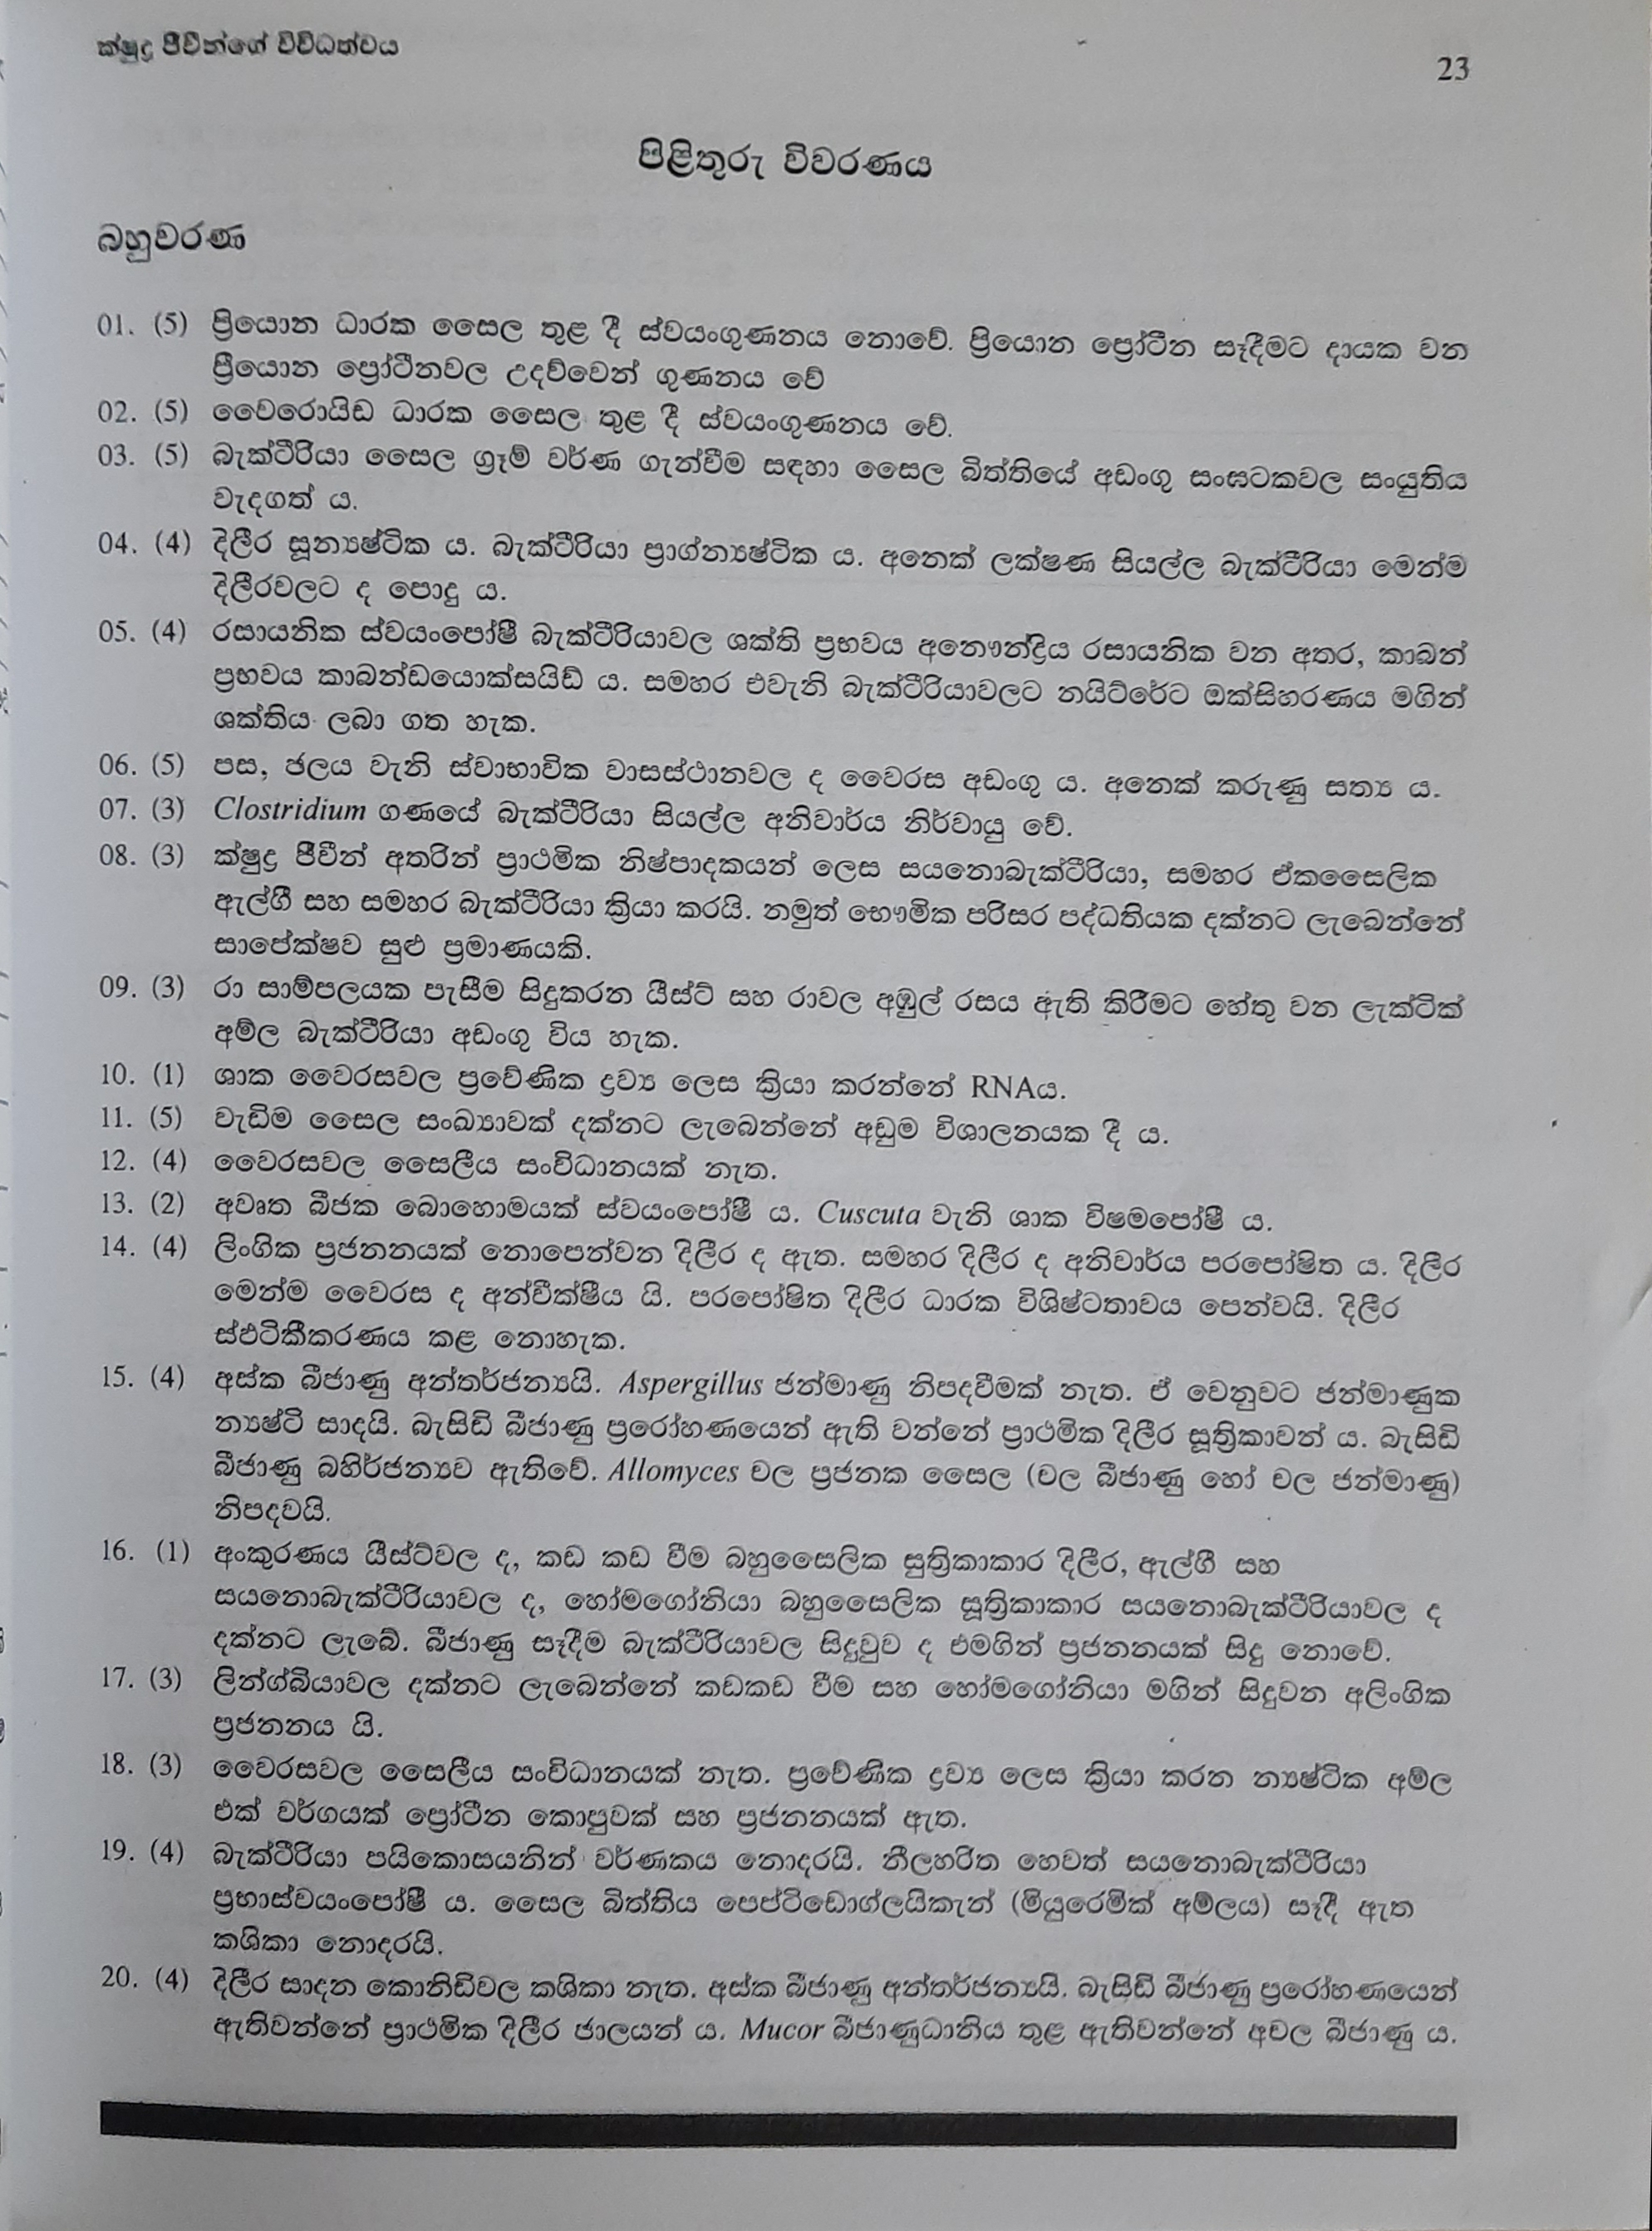 ක්ෂුද්‍ර ජීවීන්ගේ විවිධත්වය
23
පිළිතුරු විවරණය
බහුවරණ
01. (5) ප්‍රියොන ධාරක සෛල තුළ දී ස්වයංගුණනය නොවේ. ප්‍රියොන ප්‍රෝටීන සෑදීමට දායක වන
ප්‍රීයොන ප්‍රෝටීනවල උදව්වෙන් ගුණනය වේ
02. (5) වෛරොයිඩ ධාරක සෛල තුළ දී ස්වයංගුණනය වේ.
03. (5) බැක්ටීරියා සෛල ග්‍රෑම් වර්ණ ගැන්වීම සඳහා සෛල බිත්තියේ අඩංගු සංඝටකවල සංයුතිය
වැදගත් ය.
04. (4) දිලීර සූන්‍යෂ්ටික ය. බැක්ටීරියා ප්‍රාග්න්‍යෂ්ටික ය. අනෙක් ලක්ෂණ සියල්ල බැක්ටීරියා මෙන්ම
දිලීරවලට ද පොදු ය.
05. (4) රසායනික ස්වයංපෝෂී බැක්ටීරියාවල ශක්ති ප්‍රභවය අනෞන්ද්‍රිය රසායනික වන අතර, කාබන්
ප්‍රභවය කාබන්ඩයොක්සයිඩ් ය. සමහර එවැනි බැක්ටීරියාවලට නයිට්රේට ඔක්සිහරණය මගින්
ශක්තිය ලබා ගත හැක.
06. (5) පස, ජලය වැනි ස්වාභාවික වාසස්ථානවල ද වෛරස අඩංගු ය. අනෙක් කරුණු සත්‍ය ය.
07. (3) Clostridium ගණයේ බැක්ටීරියා සියල්ල අනිවාර්ය නිර්වායු වේ.
08. (3) ක්ෂුද්‍ර ජීවීන් අතරින් ප්‍රාථමික නිෂ්පාදකයන් ලෙස සයනොබැක්ටීරියා, සමහර ඒකසෛලික
ඇල්ගී සහ සමහර බැක්ටීරියා ක්‍රියා කරයි. නමුත් භෞමික පරිසර පද්ධතියක දක්නට ලැබෙන්නේ
සාපේක්ෂව සුළු ප්‍රමාණයකි.
09. (3) රා සාම්පලයක පැසීම සිදුකරන යීස්ට් සහ රාවල අඹුල් රසය ඇති කිරීමට හේතු වන ලැක්ටික්
අම්ල බැක්ටීරියා අඩංගු විය හැක.
10. (1) ශාක වෛරසවල ප්‍රවේණික ද්‍රව්‍ය ලෙස ක්‍රියා කරන්නේ RNAය.
11. (5) වැඩිම සෛල සංඛ්‍යාවක් දක්නට ලැබෙන්නේ අඩුම විශාලනයක දී ය.
12. (4) වෛරසවල සෛලීය සංවිධානයක් නැත.
13. (2) අවෘත බීජක බොහොමයක් ස්වයංපෝෂී ය. Cuscuta වැනි ශාක විෂමපෝෂී ය.
14. (4) ලිංගික ප්‍රජනනයක් නොපෙන්වන දිලීර ද ඇත. සමහර දිලීර ද අනිවාර්ය පරපෝෂිත ය. දිලීර
මෙන්ම වෛරස ද අන්වීක්ෂීය යි. පරපෝෂිත දිලීර ධාරක විශිෂ්ටතාවය පෙන්වයි. දිලීර
ස්ඵටිකීකරණය කළ නොහැක.
15. (4) අස්ක බීජාණු අන්තර්ජන්‍යයි. Aspergillus ජන්මාණු නිපදවීමක් නැත. ඒ වෙනුවට ජන්මාණුක
න්‍යෂ්ටි සාදයි. බැසිඩි බීජාණු ප්‍රරෝහණයෙන් ඇති වන්නේ ප්‍රාථමික දිලීර සූත්‍රිකාවන් ය. බැසිඩි
බීජාණු බහිර්ජන්‍යව ඇතිවේ. Allomyces චල ප්‍රජනක සෛල (චල බීජාණු හෝ චල ජන්මාණු)
නිපදවයි.
16. (1) අංකුරණය යීස්ට්වල ද, කඩ කඩ වීම බහුසෛලික සුත්‍රිකාකාර දිලීර, ඇල්ගී සහ
සයනොබැක්ටීරියාවල ද, හෝමගෝනියා බහුසෛලික සූත්‍රිකාකාර සයනොබැක්ටීරියාවල ද
දක්නට ලැබේ. බීජාණු සෑදීම බැක්ටීරියාවල සිදුවුව ද එමගින් ප්‍රජනනයක් සිදු නොවේ.
17. (3) ලින්ග්බියාවල දක්නට ලැබෙන්නේ කඩකඩ වීම සහ හෝමගෝනියා මගින් සිදුවන අලිංගික
ප්‍රජනනය යි.
18. (3) වෛරසවල සෛලීය සංවිධානයක් නැත. ප්‍රවේණික ද්‍රව්‍ය ලෙස ක්‍රියා කරන න්‍යෂ්ටික අම්ල
එක් වර්ගයක් ප්‍රෝටීන කොපුවක් සහ ප්‍රජනනයක් ඇත.
19. (4) බැක්ටීරියා පයිකොසයනින් වර්ණකය නොදරයි. නීලහරිත හෙවත් සයනොබැක්ටීරියා
ප්‍රභාස්වයංපෝෂී ය. සෛල බිත්තිය පෙප්ටිඩොග්ලයිකැන් (මියුරෙමික් අම්ලය) සෑදී ඇත
කශිකා නොදරයි.
20. (4) දිලීර සාදන කොනිඩිවල කශිකා නැත. අස්ක බීජාණු අන්තර්ජන්‍යයි. බැසිඩි බීජාණු ප්‍රරෝහණයෙන්
ඇතිවන්නේ ප්‍රාථමික දිලීර ජාලයන් ය. Mucor බීජාණුධානිය තුළ ඇතිවන්නේ අචල බීජාණු ය.